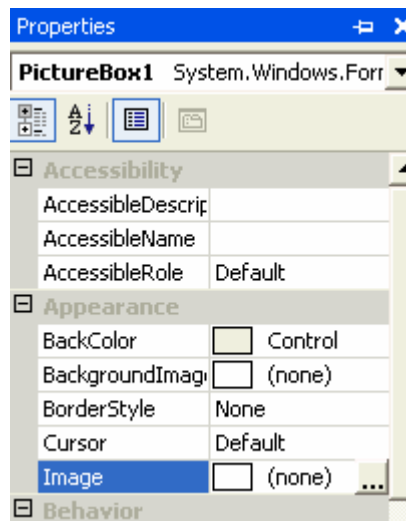 Properties
PictureBox1 System.Windows.Forr
Accessibility
AccessibleDescrip
AccessibleName
AccessibleRole Default
Appearance
BackColor Control
BackgroundImag (none)
BorderStyle None
Cursor Default
Image (none) ...
Behavior